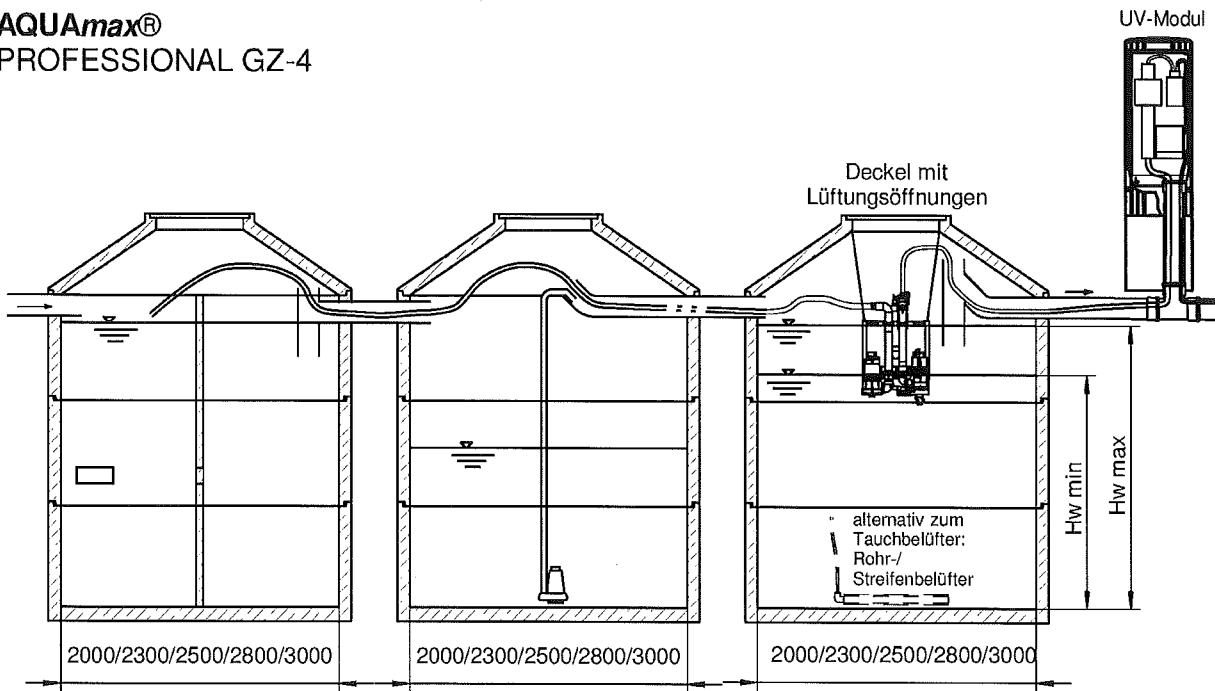 AQUAmax®
PROFESSIONAL GZ-4
UV-Modul
Deckel mit
Lüftungsöffnungen
Hw min
Hw max
alternativ zum
Tauchbelüfter:
Rohr-/
Streifenbelüfter
2000/2300/2500/2800/3000
2000/2300/2500/2800/3000
2000/2300/2500/2800/3000